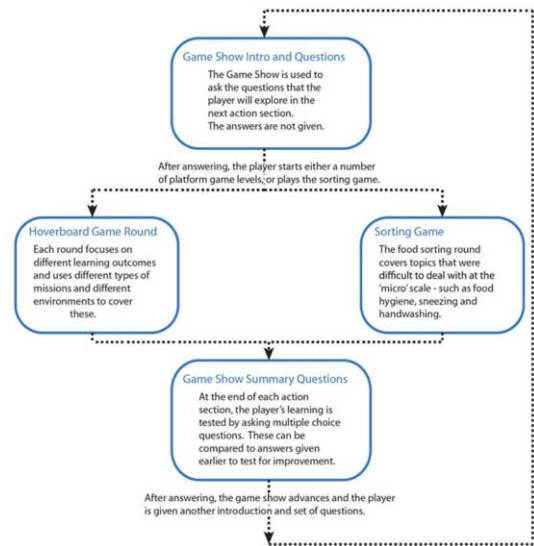 Game Show Intro and Questions
The Game Show is used to
ask the questions that the
player will explore in the
next action section.
The answers are not given.
After answering, the player starts either a number
of platform game levels, or plays the sorting game.
Hoverboard Game Round
Each round focuses on
different learning outcomes
and uses different types of
missions and different
environments to cover
these.
Sorting Game
The food sorting round
covers topics that were
difficult to deal with at the
'micro' scale - such as food
hygiene, sneezing and
handwashing.
Game Show Summary Questions
At the end of each action
section, the player's learning is
tested by asking multiple choice
questions. These can be
compared to answers given
earlier to test for improvement.
After answering, the game show advances and the player
is given another introduction and set of questions.